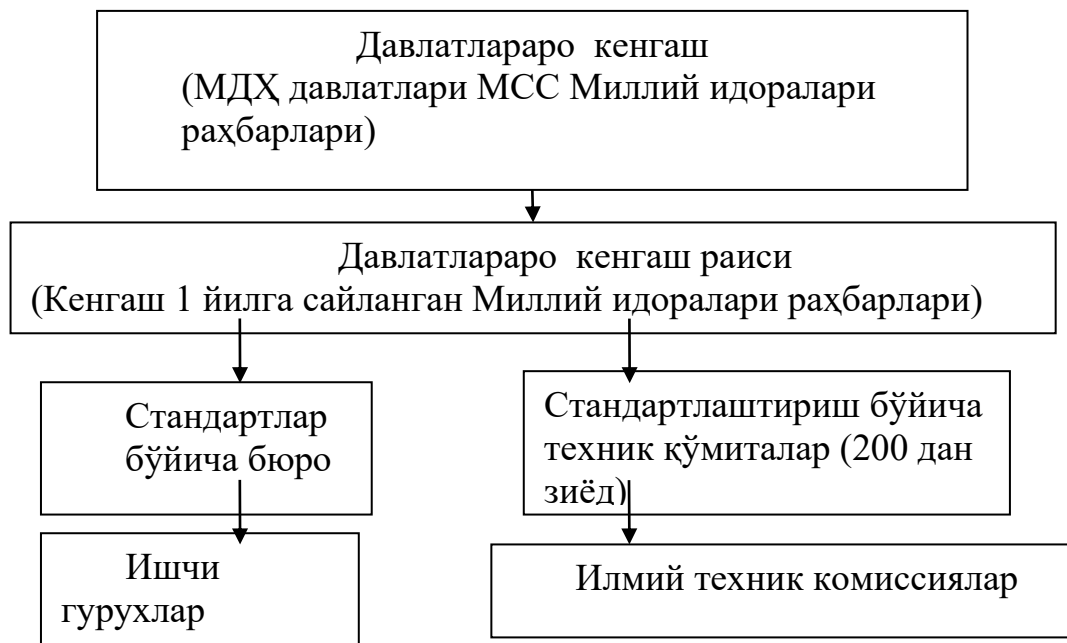 Давлатлараро кенгаш
(МДҲ давлатлари МСС Миллий идоралари
раҳбарлари)
Давлатлараро кенгаш раиси
(Кенгаш 1 йилга сайланган Миллий идоралари раҳбарлари)
Стандартлар
бўйича бюро
Стандартлаштириш бўйича
техник қўмиталар (200 дан
зиёд)
Ишчи
гурухлар
Илмий техник комиссиялар